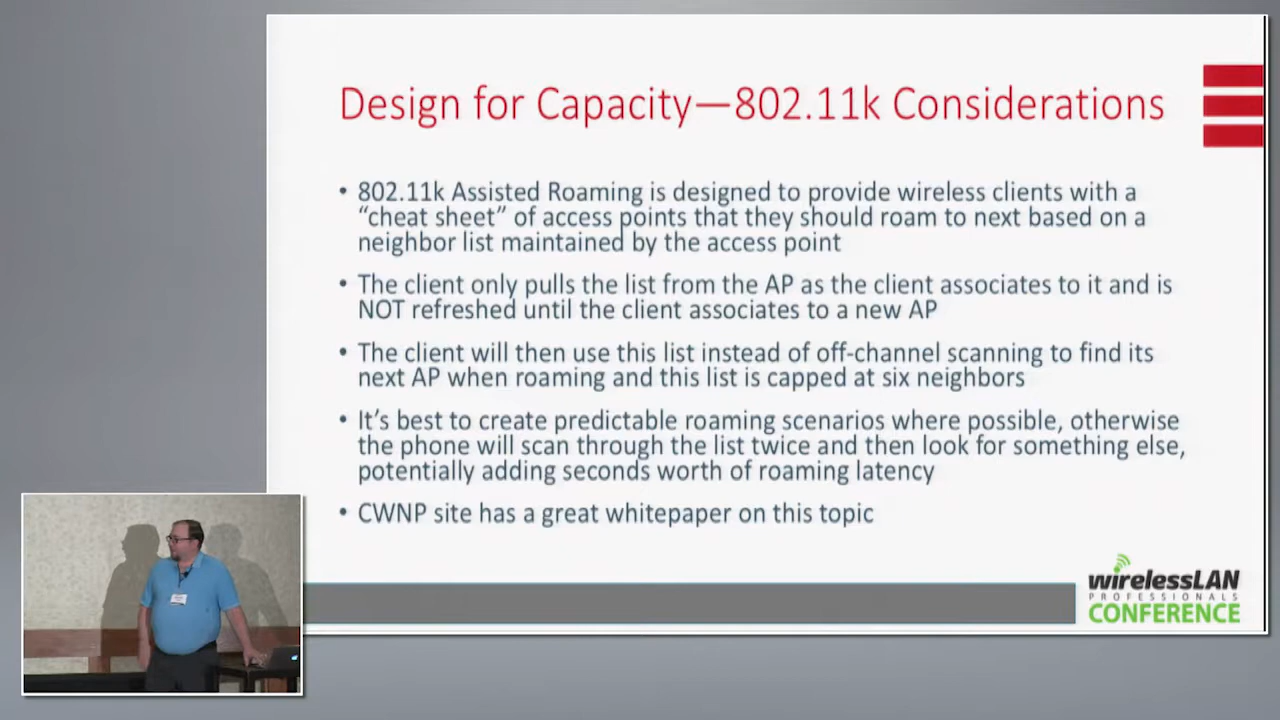 Design for Capacity—802.11k Considerations
• 802.11k Assisted Roaming is designed to provide wireless clients with a
“cheat sheet” of access points that they should roam to next based on a
neighbor list maintained by the access point
• The client only pulls the list from the AP as the client associates to it and is
NOT refreshed until the client associates to a new AP
• The client will then use this list instead of off-channel scanning to find its
next AP when roaming and this list is capped at six neighbors
• It’s best to create predictable roaming scenarios where possible, otherwise
the phone will scan through the list twice and then look for something else,
potentially adding seconds worth of roaming latency
• CWNP site has a great whitepaper on this topic
wirelessLAN
PROFESSIONALS
CONFERENCE